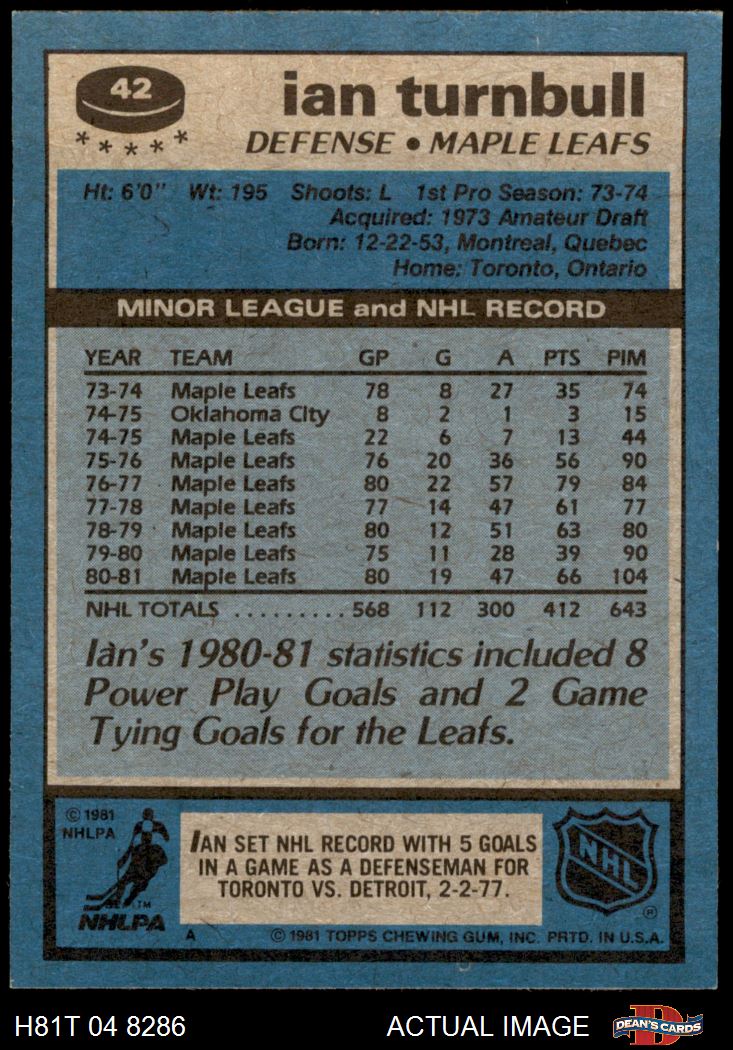 42
ian turnbull
DEFENSE • MAPLE LEAFS
Ht: 6'0" Wt: 195 Shoots: L 1st Pro Season: 73-74
Acquired: 1973 Amateur Draft
Born: 12-22-53, Montreal, Quebec
Home: Toronto, Ontario
MINOR LEAGUE and NHL RECORD
YEAR TEAM GP G A PTS PIM
73-74 Maple Leafs 78 8 27 35 74
74-75 Oklahoma City 8 2 1 3 15
74-75 Maple Leafs 22 6 7 13 44
75-76 Maple Leafs 76 20 36 56 90
76-77 Maple Leafs 80 22 57 79 84
77-78 Maple Leafs 77 14 47 61 77
78-79 Maple Leafs 80 12 51 63 80
79-80 Maple Leafs 75 11 28 39 90
80-81 Maple Leafs 80 19 47 66 104
NHL TOTALS ......... 568 112 300 412 643
Ian's 1980-81 statistics included 8
Power Play Goals and 2 Game
Tying Goals for the Leafs.
© 1981
NHLPA
TM
NHLPA
IAN SET NHL RECORD WITH 5 GOALS
IN A GAME AS A DEFENSEMAN FOR
TORONTO VS. DETROIT, 2-2-77.
NHL
®
A © 1981 TOPPS CHEWING GUM, INC. PRTD. IN U.S.A.
H81T 04 8286 ACTUAL IMAGE
D
DEAN'S CARDS